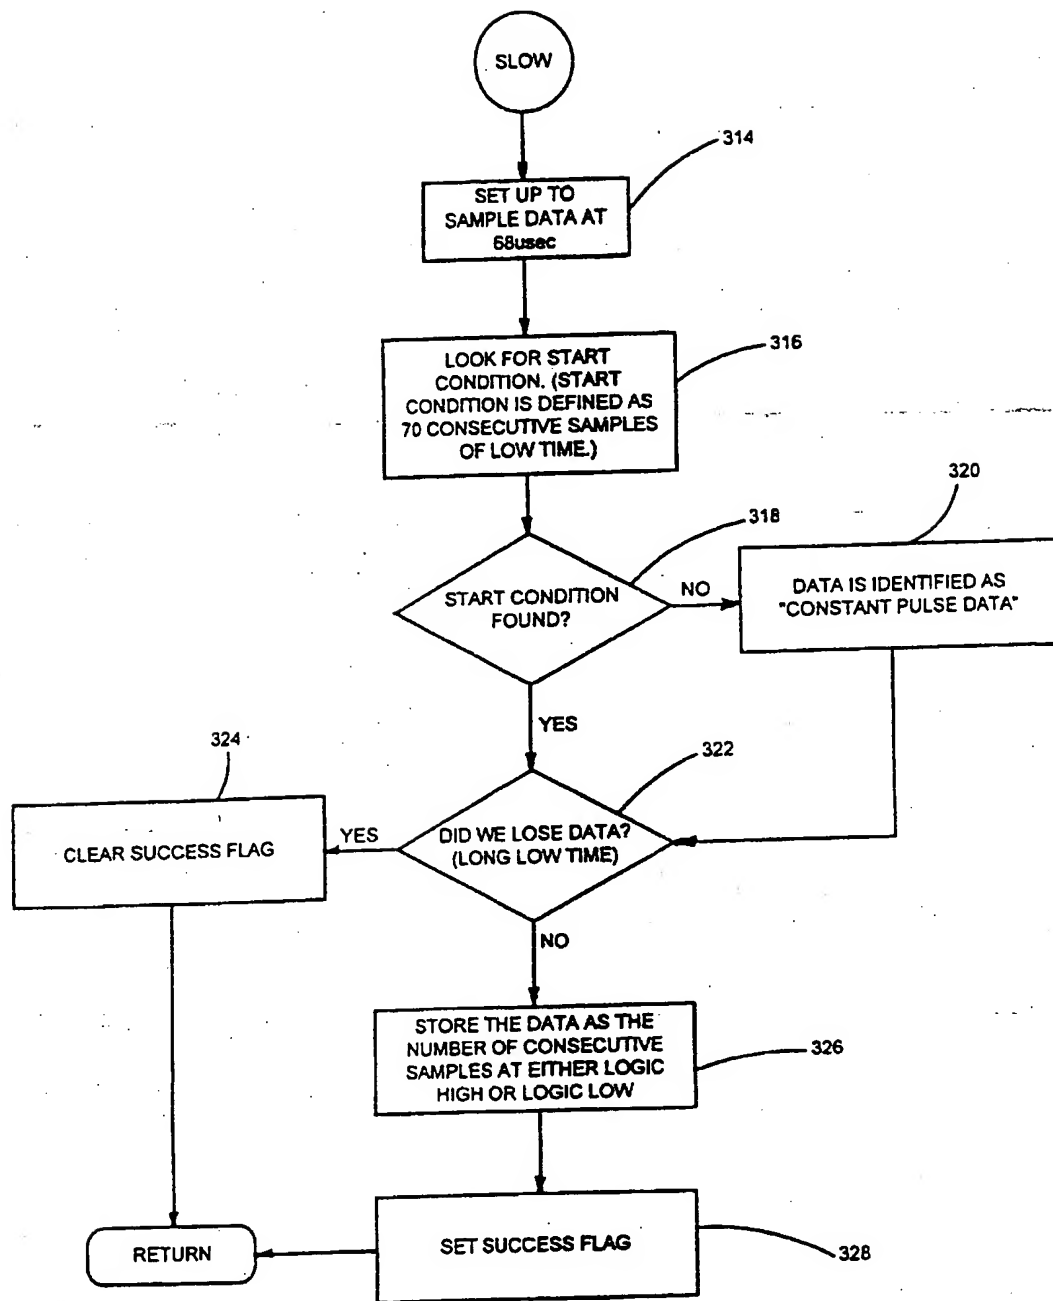 SLOW
314
SET UP TO
SAMPLE DATA AT
68usec
316
LOOK FOR START
CONDITION. (START
CONDITION IS DEFINED AS
70 CONSECUTIVE SAMPLES
OF LOW TIME.)
320
318
START CONDITION
FOUND?
NO
DATA IS IDENTIFIED AS
"CONSTANT PULSE DATA"
YES
324
322
DID WE LOSE DATA?
(LONG LOW TIME)
YES
CLEAR SUCCESS FLAG
NO
STORE THE DATA AS THE
NUMBER OF CONSECUTIVE
SAMPLES AT EITHER LOGIC
HIGH OR LOGIC LOW
326
RETURN
SET SUCCESS FLAG
328